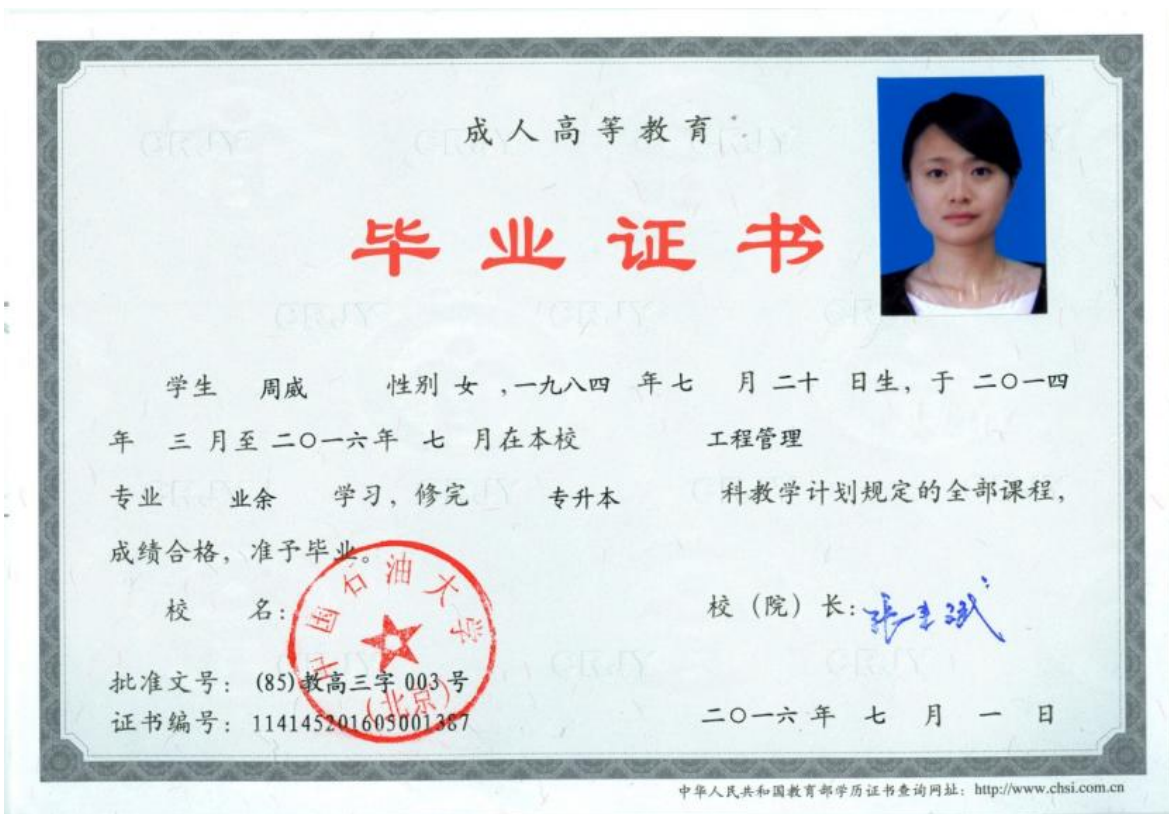 成人高等教育
毕业证书
学生 周威 性别 女 ,一九八四 年 七 月 二十 日生，于 二〇一四
年 三 月至 二〇一六 年 七 月在本校 工程管理
专业 业余 学习，修完 专升本 科教学计划规定的全部课程，
成绩合格，准予毕业。
校 名： 校（院）长：
中国石油大学
（北京）
批准文号：(85)教高三字 003 号
证书编号：114145201605001387 二〇一六 年 七 月 一 日
中华人民共和国教育部学历证书查询网址：http://www.chsi.com.cn